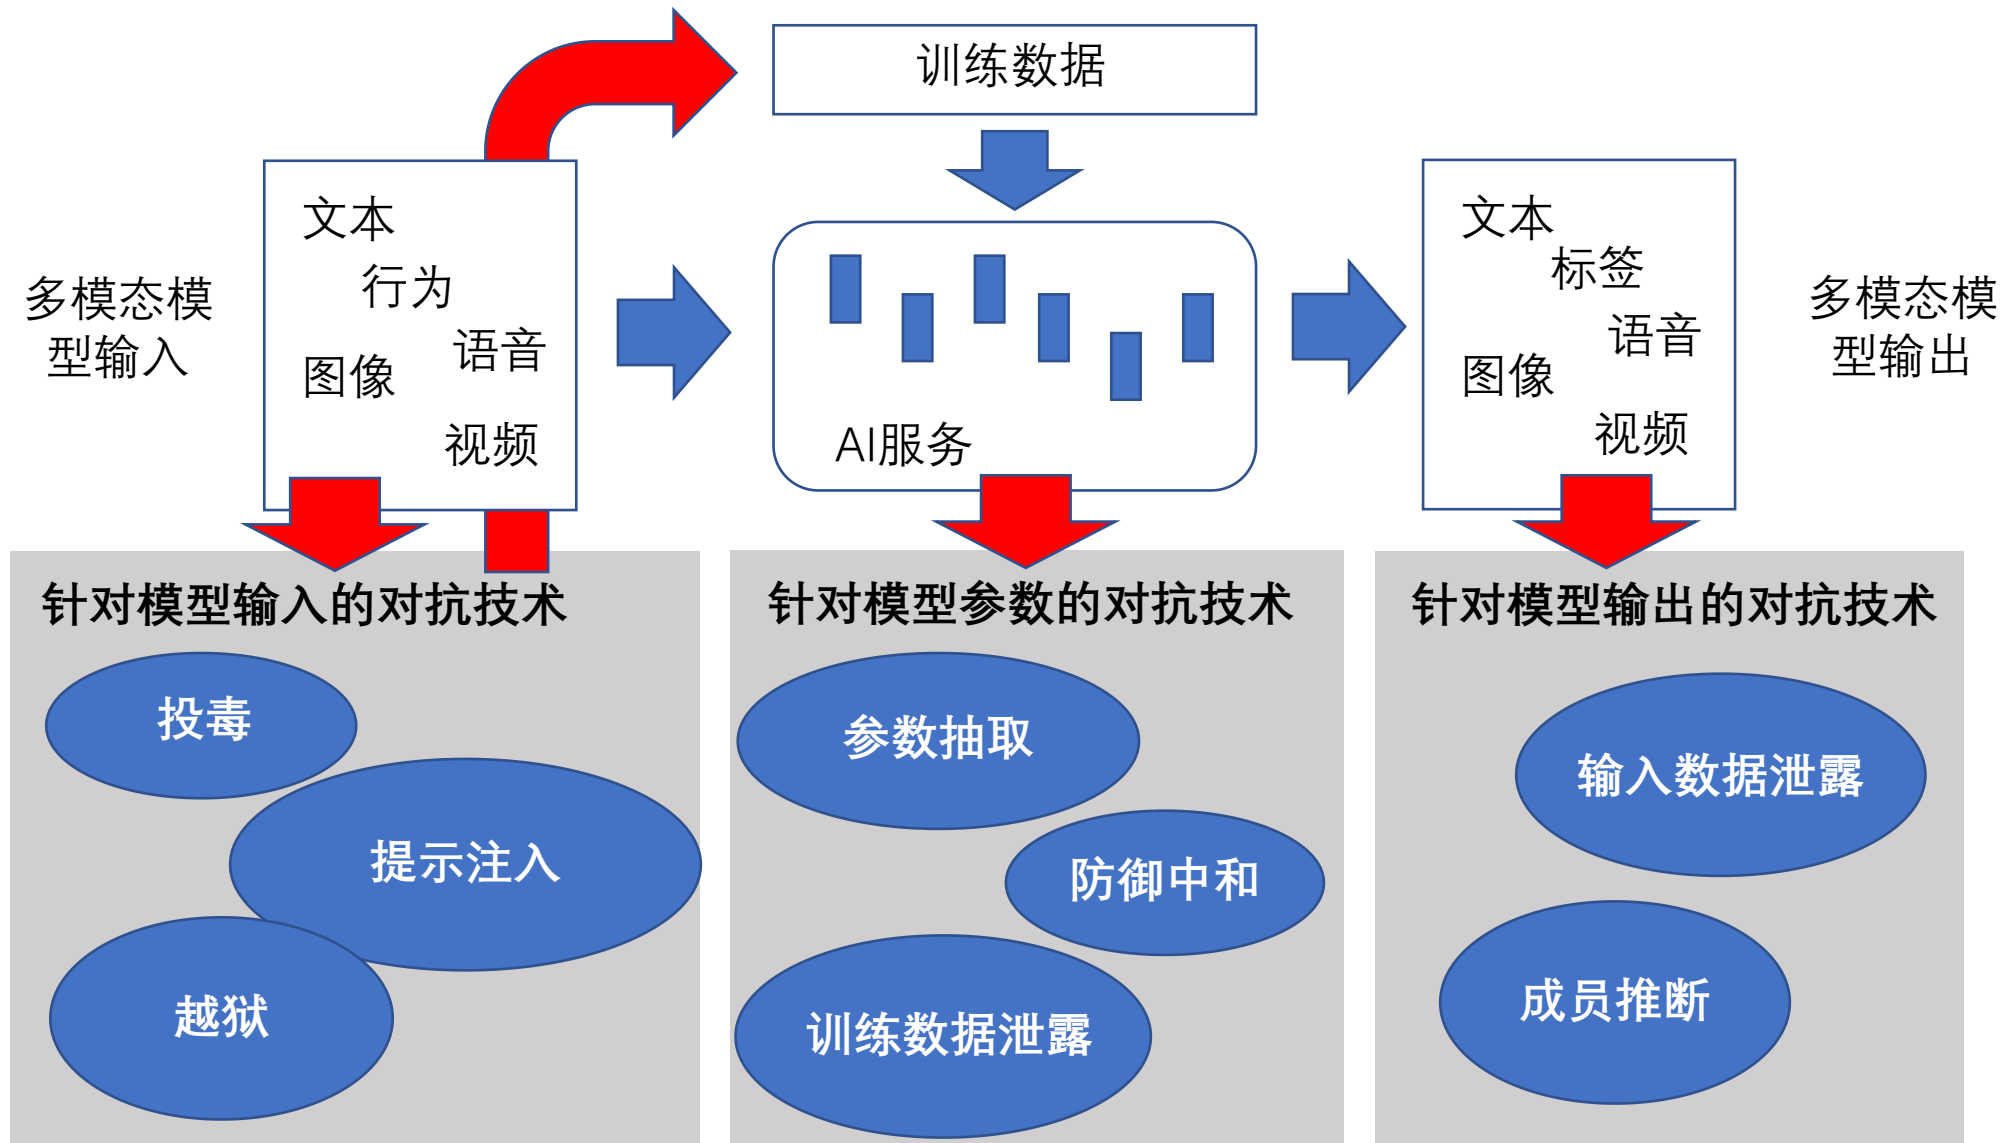 训练数据
多模态模
型输入
文本
行为
语音
图像
视频
AI服务
文本
标签
语音
图像
视频
多模态模
型输出
针对模型输入的对抗技术
投毒
提示注入
越狱
针对模型参数的对抗技术
参数抽取
防御中和
训练数据泄露
针对模型输出的对抗技术
输入数据泄露
成员推断